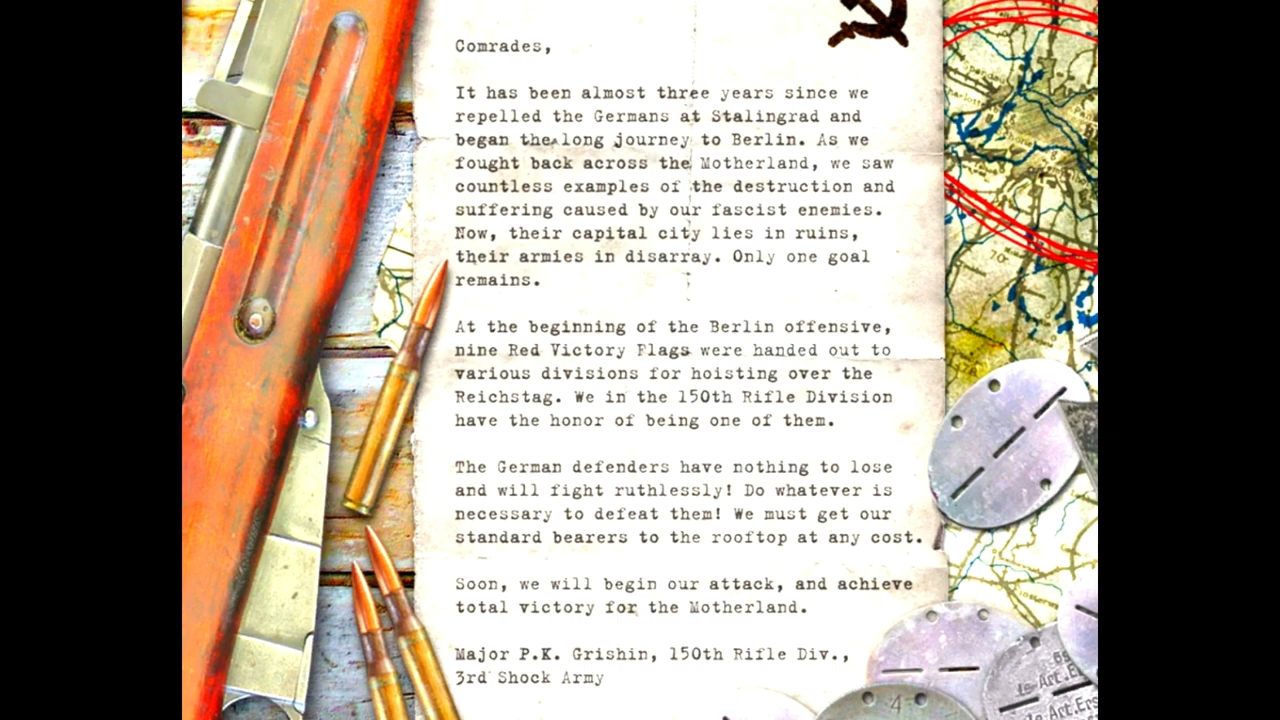 Comrades,
It has been almost three years since we
repelled the Germans at Stalingrad and
began the long journey to Berlin. As we
fought back across the Motherland, we saw
countless examples of the destruction and
suffering caused by our fascist enemies.
Now, their capital city lies in ruins,
their armies in disarray. Only one goal
remains.
At the beginning of the Berlin offensive,
nine Red Victory Flags were handed out to
various divisions for hoisting over the
Reichstag. We in the 150th Rifle Division
have the honor of being one of them.
The German defenders have nothing to lose
and will fight ruthlessly! Do whatever is
necessary to defeat them! We must get our
standard bearers to the rooftop at any cost.
Soon, we will begin our attack, and achieve
total victory for the Motherland.
Major P.K. Grishin, 150th Rifle Div.,
3rd Shock Army
70
4